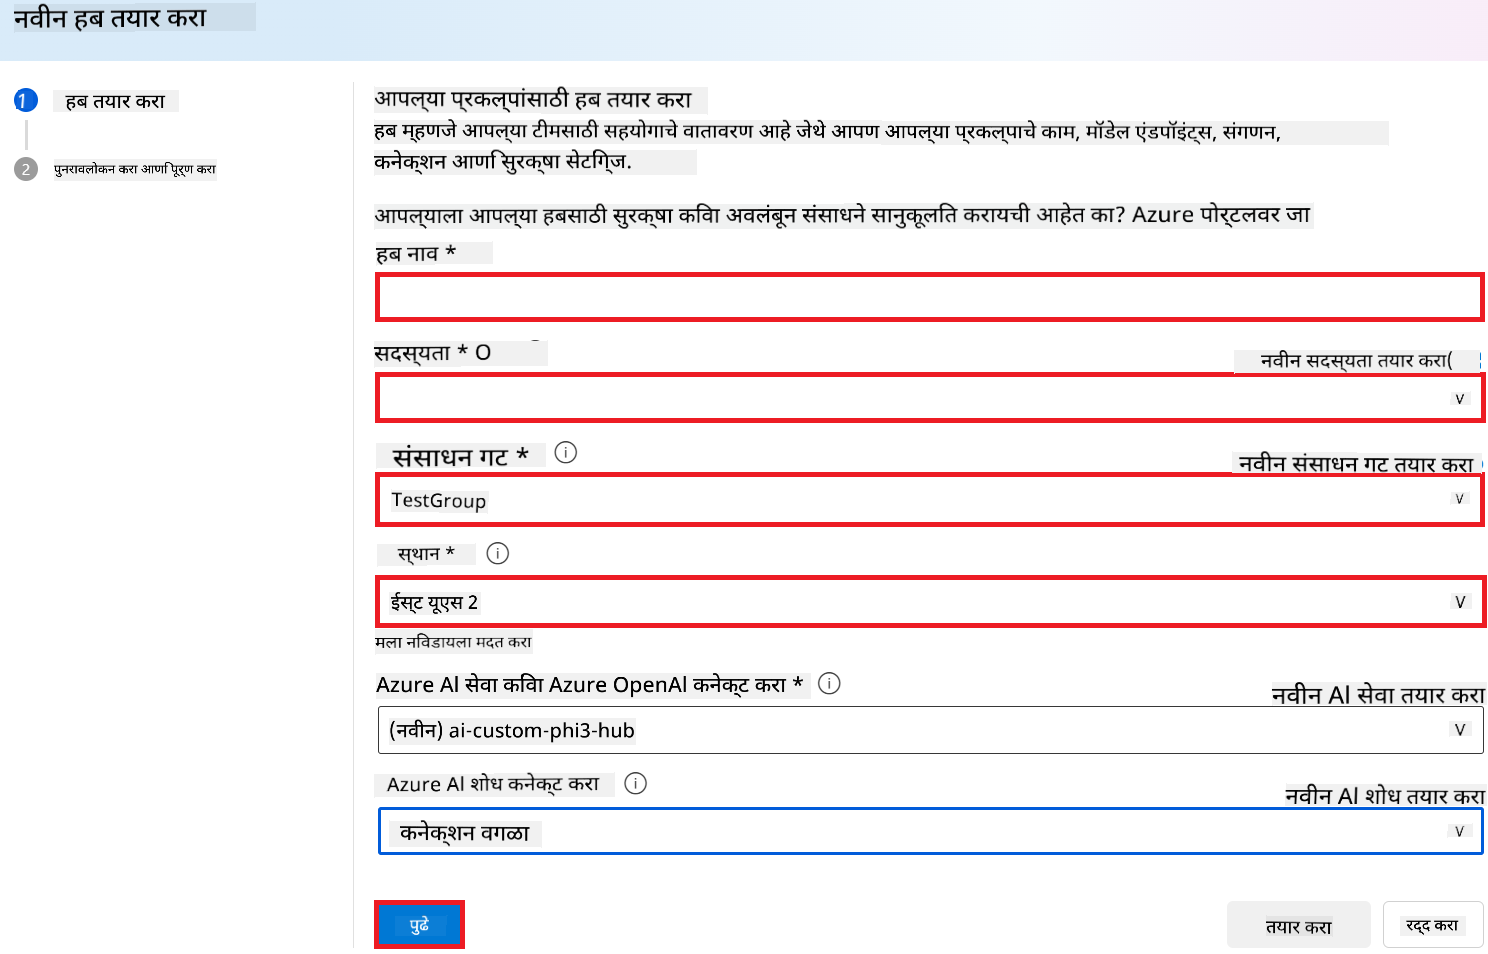 नवीन हब तयार करा
1 हब तयार करा
2 पुनरावलोकन करा आणि पूर्ण करा
आपल्या प्रकल्पांसाठी हब तयार करा
हब म्हणजे आपल्या टीमसाठी सहयोगाचे वातावरण आहे जेथे आपण आपल्या प्रकल्पाचे काम, मॉडेल एंडपॉइंट्स, संगणन,
कनेक्शन आणि सुरक्षा सेटिग्ज.
आपल्याला आपल्या हबसाठी सुरक्षा किवा अवलंबून संसाधने सानुकूलित करायची आहेत का? Azure पोर्टलवर जा
हब नाव *
सदस्यता * O
नवीन सदस्यता तयार करा(
V
संसाधन गट *
नवीन संसाधन गट तयार करा
TestGroup
V
स्थान *
ईस्ट यूएस 2
V
मला निवडायला मदत करा
Azure AI सेवा किवा Azure OpenAI कनेक्ट करा *
नवीन AI सेवा तयार करा
(नवीन) ai-custom-phi3-hub
V
Azure AI शोध कनेक्ट करा
नवीन AI शोध तयार करा
कनेक्शन वगळा
V
पुढे
तयार करा
रद्द करा